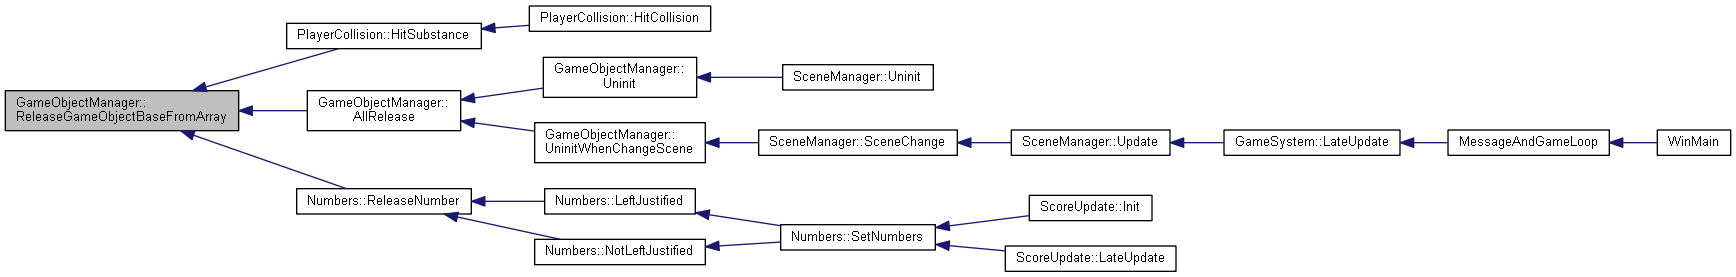 GameObjectManager::
ReleaseGameObjectBaseFromArray
PlayerCollision::HitSubstance
PlayerCollision::HitCollision
GameObjectManager::
AllRelease
GameObjectManager::
Uninit
SceneManager::Uninit
GameObjectManager::
UninitWhenChangeScene
SceneManager::SceneChange
SceneManager::Update
GameSystem::LateUpdate
MessageAndGameLoop
WinMain
Numbers::ReleaseNumber
Numbers::LeftJustified
Numbers::NotLeftJustified
Numbers::SetNumbers
ScoreUpdate::Init
ScoreUpdate::LateUpdate